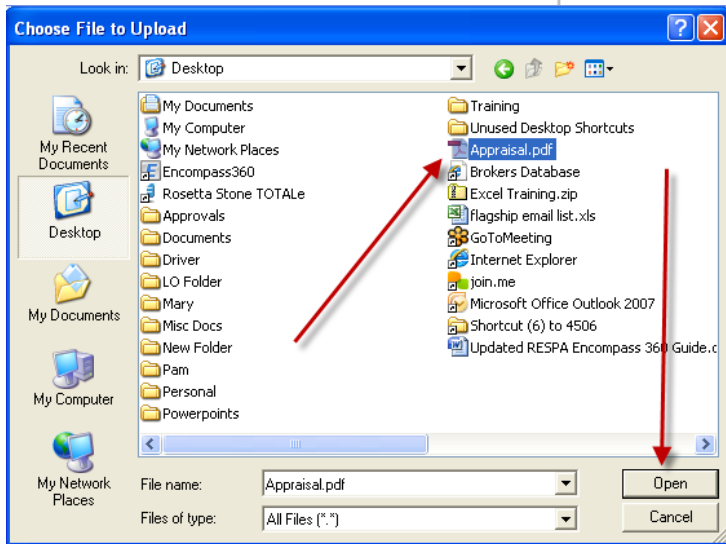 Choose File to Upload
Look in:
Desktop
My Recent
Documents
Desktop
My Documents
My Computer
My Network
Places
My Documents
My Computer
My Network Places
Encompass360
Rosetta Stone TOTALe
Approvals
Documents
Driver
LO Folder
Mary
Misc Docs
New Folder
Pam
Personal
Powerpoints
Training
Unused Desktop Shortcuts
Appraisal.pdf
Brokers Database
Excel Training.zip
flagship email list.xls
GoToMeeting
Internet Explorer
join.me
Microsoft Office Outlook 2007
Shortcut (6) to 4506
Updated RESPA Encompass 360 Guide.c
File name:
Appraisal.pdf
Open
Files of type:
All Files (*.*)
Cancel